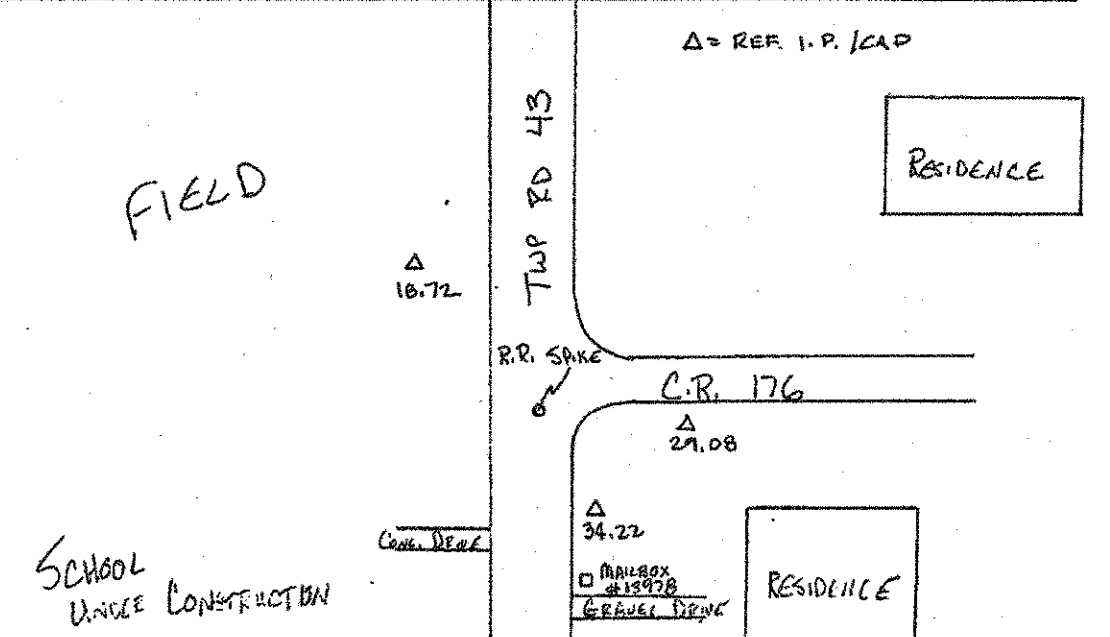 Δ = REF. I.P. /CAP
RESIDENCE
FIELD
TWP RD 43
Δ
18.72
R.R. SPIKE
C.R. 176
Δ
29.08
Δ
34.22
CONC. DRIVE
SCHOOL
UNDER CONSTRUCTION
MAILBOX
#13978
GRAVEL DRIVE
RESIDENCE